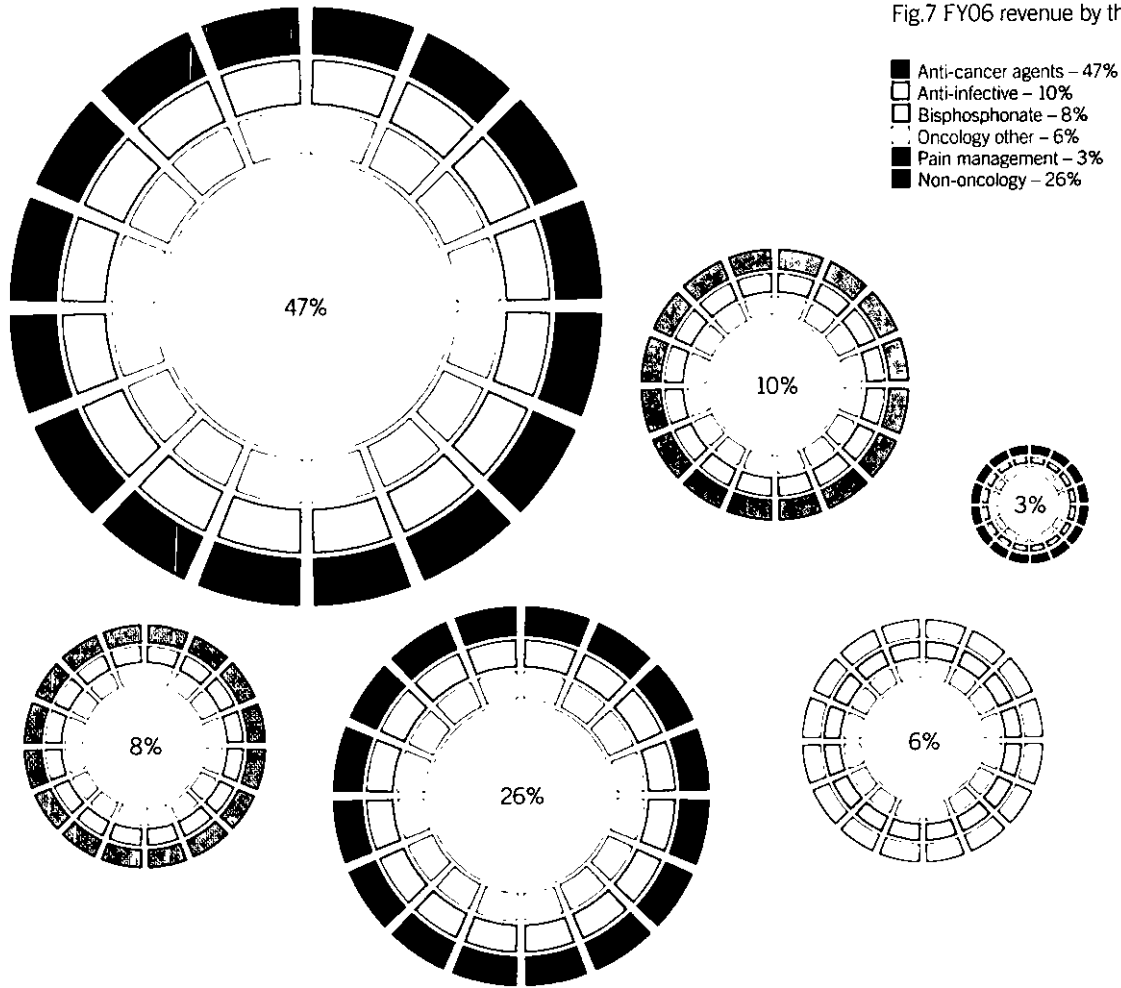 Fig.7 FY06 revenue by th
Anti-cancer agents – 47%
Anti-infective – 10%
Bisphosphonate – 8%
Oncology other – 6%
Pain management – 3%
Non-oncology – 26%
47%
10%
3%
8%
26%
6%